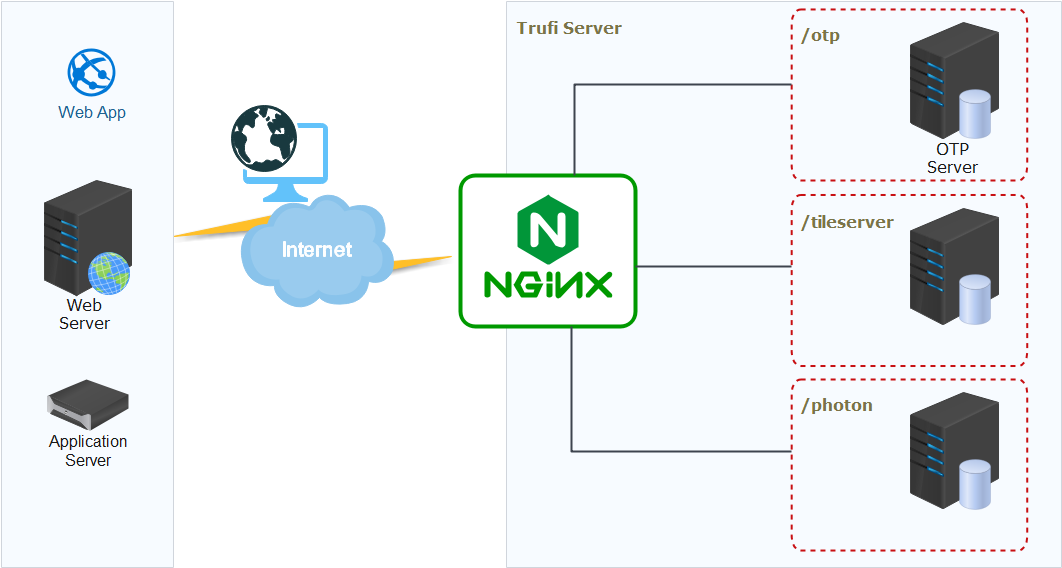 Web App
Web
Server
Application
Server
Internet
Trufi Server
N
NGiNX
/otp
OTP
Server
/tileserver
/photon